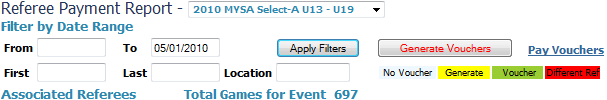 Referee Payment Report - 2010 MYSA Select-A U13 - U19
Filter by Date Range
From To 05/01/2010 Apply Filters Generate Vouchers Pay Vouchers
First Last Location No Voucher Generate Voucher Different Ref
Associated Referees Total Games for Event 697